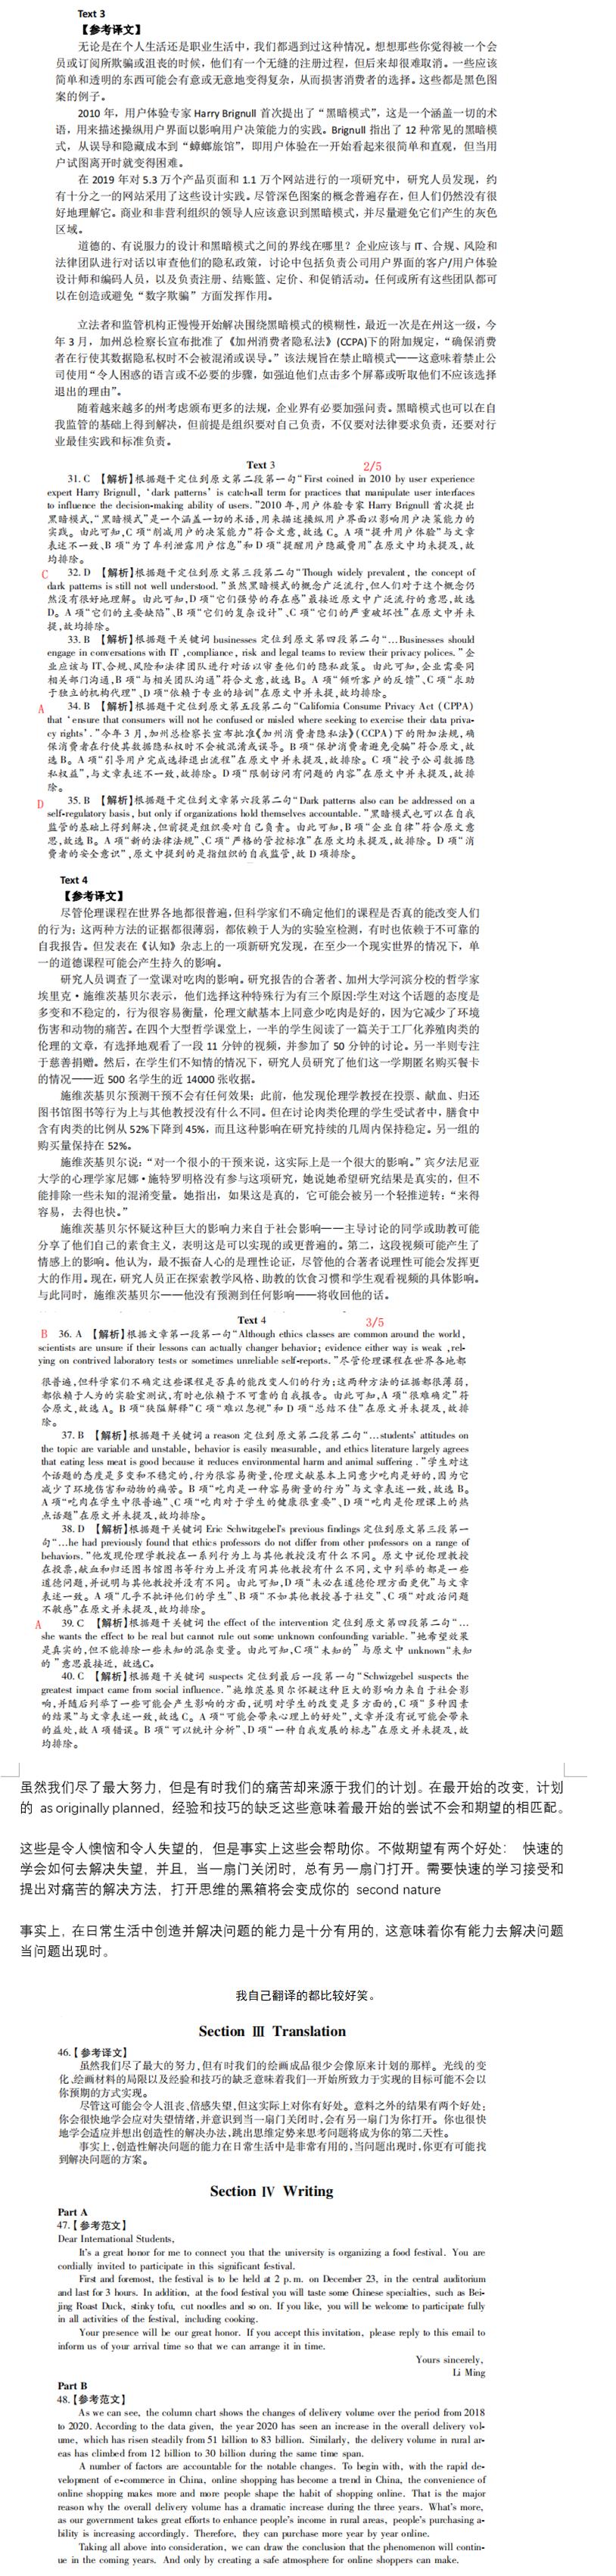 Text 3
【参考译文】
无论是在个人生活还是职业生活中，我们都遇到过这种情况。想想那些你觉得被一个会
员或订阅所欺骗或沮丧的时候，他们有一个无缝的注册过程，但后来却很难取消。一些应该
简单和透明的东西可能会有意或无意地变得复杂，从而损害消费者的选择。这些都是黑色图
案的例子。
2010 年，用户体验专家 Harry Brignull 首次提出了“黑暗模式”，这是一个涵盖一切的术
语，用来描述操纵用户界面以影响用户决策能力的实践。Brignull 指出了 12 种常见的黑暗模
式，从误导和隐藏成本到“蟑螂旅馆”，即用户体验在一开始看起来很简单和直观，但当用
户试图离开时就变得困难。
在 2019 年对 5.3 万个产品页面和 1.1 万个网站进行的一项研究中，研究人员发现，约
有十分之一的网站采用了这些设计实践。尽管深色图案的概念普遍存在，但人们仍然没有很
好地理解它。商业和非营利组织的领导人应该意识到黑暗模式，并尽量避免它们产生的灰色
区域。
道德的、有说服力的设计和黑暗模式之间的界线在哪里？企业应该与 IT、合规、风险和
法律团队进行对话以审查他们的隐私政策，讨论中包括负责公司用户界面的客户/用户体验
设计师和编码人员，以及负责注册、结账篮、定价、和促销活动。任何或所有这些团队都可
以在创造或避免“数字欺骗”方面发挥作用。
立法者和监管机构正慢慢开始解决围绕黑暗模式的模糊性，最近一次是在州这一级，今
年 3 月，加州总检察长宣布批准了《加州消费者隐私法》(CCPA)下的附加规定，“确保消费
者在行使其数据隐私权时不会被混淆或误导。”该法规旨在禁止暗模式——这意味着禁止公
司使用“令人困惑的语言或不必要的步骤，如强迫他们点击多个屏幕或听取他们不应该选择
退出的理由”。
随着越来越多的州考虑颁布更多的法规，企业界有必要加强问责。黑暗模式也可以在自
我监管的基础上得到解决，但前提是组织要对自己负责，不仅要对法律要求负责，还要对行
业最佳实践和标准负责。
Text 3 2/5
31. C 【解析】根据题干定位到原文第二段第一句“First coined in 2010 by user experience
expert Harry Brignull, ‘dark patterns’ is catch-all term for practices that manipulate user interfaces
to influence the decision-making ability of users.”2010 年,用户体验专家 Harry Brignull 首次提出
黑暗模式,“黑暗模式”是一个涵盖一切的术语,用来描述操纵用户界面以影响用户决策能力的
实践。由此可知,C 项“削减用户的决策能力”符合文意,故选 C。A 项“提升用户体验”与文章
表述不一致、B 项“为了牟利泄露用户信息”和 D 项“提醒用户隐藏费用”在原文中均未提及,故
均排除。
C 32. D 【解析】根据题干定位到原文第三段第二句“Though widely prevalent, the concept of
dark patterns is still not well understood.”虽然黑暗模式的概念广泛流行,但人们对于这个概念仍
然没有很好地理解。由此可知,D 项“它们强势的存在感”最接近原文中广泛流行的意思,故选
D。A 项“它们的主要缺陷”、B 项“它们的复杂设计”、C 项“它们的严重破坏性”在原文中并未
提,故均排除。
33. B 【解析】根据题干关键词 businesses 定位到原文第四段第二句“…Businesses should
engage in conversations with IT ,compliance, risk and legal teams to review their privacy polices.”企
业应该与IT、合规、风险和法律团队进行对话以审查他们的隐私政策。由此可知,企业需要同
相关部门沟通,B 项“与相关团队沟通”符合文意,故选 B。A 项“倾听客户的反馈”、C 项“求助
于独立的机构代理”、D 项“依赖于专业的培训”在原文中并未提,故均排除。
A 34. B 【解析】根据题干定位到原文第五段第二句“California Consume Privacy Act (CPPA)
that ‘ensure that consumers will not he confused or misled where seeking to exercise their data priva-
cy rights’.”今年 3 月,加州总检察长宣布批准《加州消费者隐私法》(CCPA)下的附加法规,确
保消费者在行使其数据隐私权时不会被混淆或误导。B 项“保护消费者避免受骗”符合原文,故
选 B。A 项“引导用户完成选择退出流程”在原文中并未提及,故排除。C 项“授予公司数据隐
私权益”,与文章表述不一致,故排除。D 项“限制访问有问题的内容”在原文中并未提及,故排
除。
D 35. B 【解析】根据题干定位到文章第六段第二句“Dark patterns also can be addressed on a
self-regulatory basis, but only if organizations hold themselves accountable.”黑暗模式也可以在自我
监管的基础上得到解决,但前提是组织要对自己负责。由此可知,B 项“企业自律”符合原文意
思,故选 B。A 项“新的法律法规”、C 项“严格的管控标准”在原文均未提及,故排除。D 项“消
费者的安全意识”,原文中提到的是指组织的自我监管,故 D 项排除。
Text 4
【参考译文】
尽管伦理课程在世界各地都很普遍,但科学家们不确定他们的课程是否真的能改变人们
的行为；这两种方法的证据都很薄弱，都依赖于人为的实验室检测，有时也依赖于不可靠的
自我报告。但发表在《认知》杂志上的一项新研究发现，在至少一个现实世界的情况下，单
一的道德课程可能会产生持久的影响。
研究人员调查了一堂课对吃肉的影响。研究报告的合著者、加州大学河滨分校的哲学家
埃里克·施维茨基贝尔表示，他们选择这种特殊行为有三个原因:学生对这个话题的态度是
多变和不稳定的，行为很容易衡量，伦理文献基本上同意少吃肉是好的，因为它减少了环境
伤害和动物的痛苦。在四个大型哲学课堂上，一半的学生阅读了一篇关于工厂化养殖肉类的
伦理的文章，有选择地观看了一段 11 分钟的视频，并参加了 50 分钟的讨论。另一半则专注
于慈善捐赠。然后，在学生们不知情的情况下，研究人员研究了他们这一学期匿名购买餐卡
的情况——近 500 名学生的近 14000 张收据。
施维茨基贝尔预测干预不会有任何效果；此前，他发现伦理学教授在投票、献血、归还
图书馆图书等行为上与其他教授没有什么不同。但在讨论肉类伦理的学生受试者中，膳食中
含有肉类的比例从 52%下降到 45%，而且这种影响在研究持续的几周内保持稳定。另一组的
购买量保持在 52%。
施维茨基贝尔说：“对一个很小的干预来说，这实际上是一个很大的影响。”宾夕法尼亚
大学的心理学家尼娜·施特罗明格没有参与这项研究，她说她希望研究结果是真实的，但不
能排除一些未知的混淆变量。她指出，如果这是真的，它可能会被另一个轻推逆转：“来得
容易，去得也快。”
施维茨基贝尔怀疑这种巨大的影响力来自于社会影响——主导讨论的同学或助教可能
分享了他们自己的素食主义，表明这是可以实现的或更普遍的。第二，这段视频可能产生了
情感上的影响。他认为，最不振奋人心的是理性论证，尽管他的合著者说理性可能会发挥更
大的作用。现在，研究人员正在探索教学风格、助教的饮食习惯和学生观看视频的具体影响。
与此同时，施维茨基贝尔——他没有预测到任何影响——将收回他的话。
Text 4 3/5
B 36. A 【解析】根据文章第一段第一句“Although ethics classes are common around the world,
scientists are unsure if their lessons can actually changer behavior; evidence either way is weak ,rel-
ying on contrived laboratory tests or sometimes unreliable self-reports.”尽管伦理课程在世界各地都
很普遍,但科学家们不确定这些课程是否真的能改变人们的行为；这两种方法的证据都很薄弱,
都依赖于人为的实验室测试,有时也依赖于不可靠的自我报告。由此可知,A 项“很难确定”符
合原文,故选 A。B 项“狭隘解释”C 项“难以忽视”和 D 项“总结不佳”在原文并未提及,故排
除。
37. B 【解析】根据题干关键词 a reason 定位到原文第二段第二句“…students' attitudes on
the topic are variable and unstable, behavior is easily measurable, and ethics literature largely agrees
that eating less meat is good because it reduces environmental harm and animal suffering .”学生对这
个话题的态度是多变和不稳定的,行为很容易衡量,伦理文献基本上同意少吃肉是好的,因为它
减少了环境伤害和动物的痛苦。B 项“吃肉是一种容易衡量的行为”与文章表述一致,故选 B。
A 项“吃肉在学生中很普遍”、C 项“吃肉对于学生的健康很重要”、D 项“吃肉是伦理课上的热
点话题”在原文并未提及,故排除。
38. D 【解析】根据题干关键词 Eric Schwitzgebel's previous findings 定位到原文第三段第一
句“…he had previously found that ethics professors do not differ from other professors on a range of
behaviors.”他发现伦理学教授在一系列行为上与其他教授没有什么不同。原文中说伦理教授
在投票,献血和归还图书馆图书等行为上并没有同其他教授有什么不同,文中列举的都是一些
道德问题,并说明与其他教授并没有不同。由此可知,D 项“未必在道德伦理方面更优”与文章
表述一致。A 项“几乎不批评他们的学生”、B 项“不如其他教授善于社交”、C 项“对政治问题
不敏感”在原文并未提及,故均排除。
A 39. C 【解析】根据题干关键词 the effect of the intervention 定位到原文第四段第二句“…
she wants the effect to be real but cannot rule out some unknown confounding variable.”她希望效果
是真实的,但不能排除一些未知的混杂变量。由此可知,C项“未知的”与原文中 unknown“未知
的”意思最接近,故选C。
40. C 【解析】根据题干关键词 suspects 定位到最后一段第一句“Schwizgebel suspects the
greatest impact came from social influence.”施维茨基贝尔怀疑这种巨大的影响力来自于社会影
响,并随后列举了一些可能会产生影响的方面,说明对学生的改变是多方面的,C 项“多种因素
的结果”与文章表述一致,故选 C。A 项“可能会带来心理上的好处”,文章并没有说可能会带来
的益处,故 A 项错误。B 项“可以统计分析”、D 项“一种自我发展的标志”在原文并未提及,故
均排除。
虽然我们尽了最大努力，但是有时我们的痛苦却来源于我们的计划。在最开始的改变，计划
的 as originally planned，经验和技巧的缺乏这些意味着最开始的尝试不会和期望的相匹配。
这些是令人懊恼和令人失望的，但是事实上这些会帮助你。不做期望有两个好处： 快速的
学会如何去解决失望，并且，当一扇门关闭时，总有另一扇门打开。需要快速的学习接受和
提出对痛苦的解决方法，打开思维的黑箱将会变成你的 second nature
事实上，在日常生活中创造并解决问题的能力是十分有用的，这意味着你有能力去解决问题
当问题出现时。
我自己翻译的都比较好笑。
Section Ⅲ Translation
46.【参考译文】
虽然我们尽了最大的努力,但有时我们的绘画成品很少会像原来计划的那样。光线的变
化、绘画材料的局限以及经验和技巧的缺乏意味着我们一开始所致力于实现的目标可能不会以
你预期的方式实现。
尽管这可能会令人沮丧、倍感失望,但这实际上对你有好处。意料之外的结果有两个好处：
你会很快地学会应对失望情绪,并意识到当一扇门关闭时,会有另一扇门为你打开。你也很快
地学会适应并想出创造性的解决办法,跳出思维定势来思考问题将成为你的第二天性。
事实上,创造性解决问题的能力在日常生活中是非常有用的,当问题出现时,你更有可能找
到解决问题的方案。
Section Ⅳ Writing
Part A
47.【参考范文】
Dear International Students,
It's a great honor for me to connect you that the university is organizing a food festival. You are
cordially invited to participate in this significant festival.
First and foremost, the festival is to be held at 2 p. m. on December 23, in the central auditorium
and last for 3 hours. In addition, at the food festival you will taste some Chinese specialties, such as Bei-
jing Roast Duck, stinky tofu, cut noodles and so on. If you like, you will be welcome to participate fully
in all activities of the festival, including cooking.
Your presence will be our great honor. If you accept this invitation, please reply to this email to
inform us of your arrival time so that we can arrange it in time.
Yours sincerely,
Li Ming
Part B
48.【参考范文】
As we can see, the column chart shows the changes of delivery volume over the period from 2018
to 2020. According to the data given, the year 2020 has seen an increase in the overall delivery vol-
ume, which has risen steadily from 51 billion to 83 billion. Similarly, the delivery volume in rural ar-
eas has climbed from 12 billion to 30 billion during the same time span.
A number of factors are accountable for the notable changes. To begin with, with the rapid de-
velopment of e-commerce in China, online shopping has become a trend in China, the convenience of
online shopping makes more and more people shape the habit of shopping online. That is the major
reason why the overall delivery volume has a dramatic increase during the three years. What's more,
as our government takes great efforts to enhance people's income in rural areas, people's purchasing a-
bility is increasing accordingly. Therefore, they can purchase more year by year online.
Taking all above into consideration, we can draw the conclusion that the phenomenon will contin-
ue in the coming years. And only by creating a safe atmosphere for online shoppers can make.